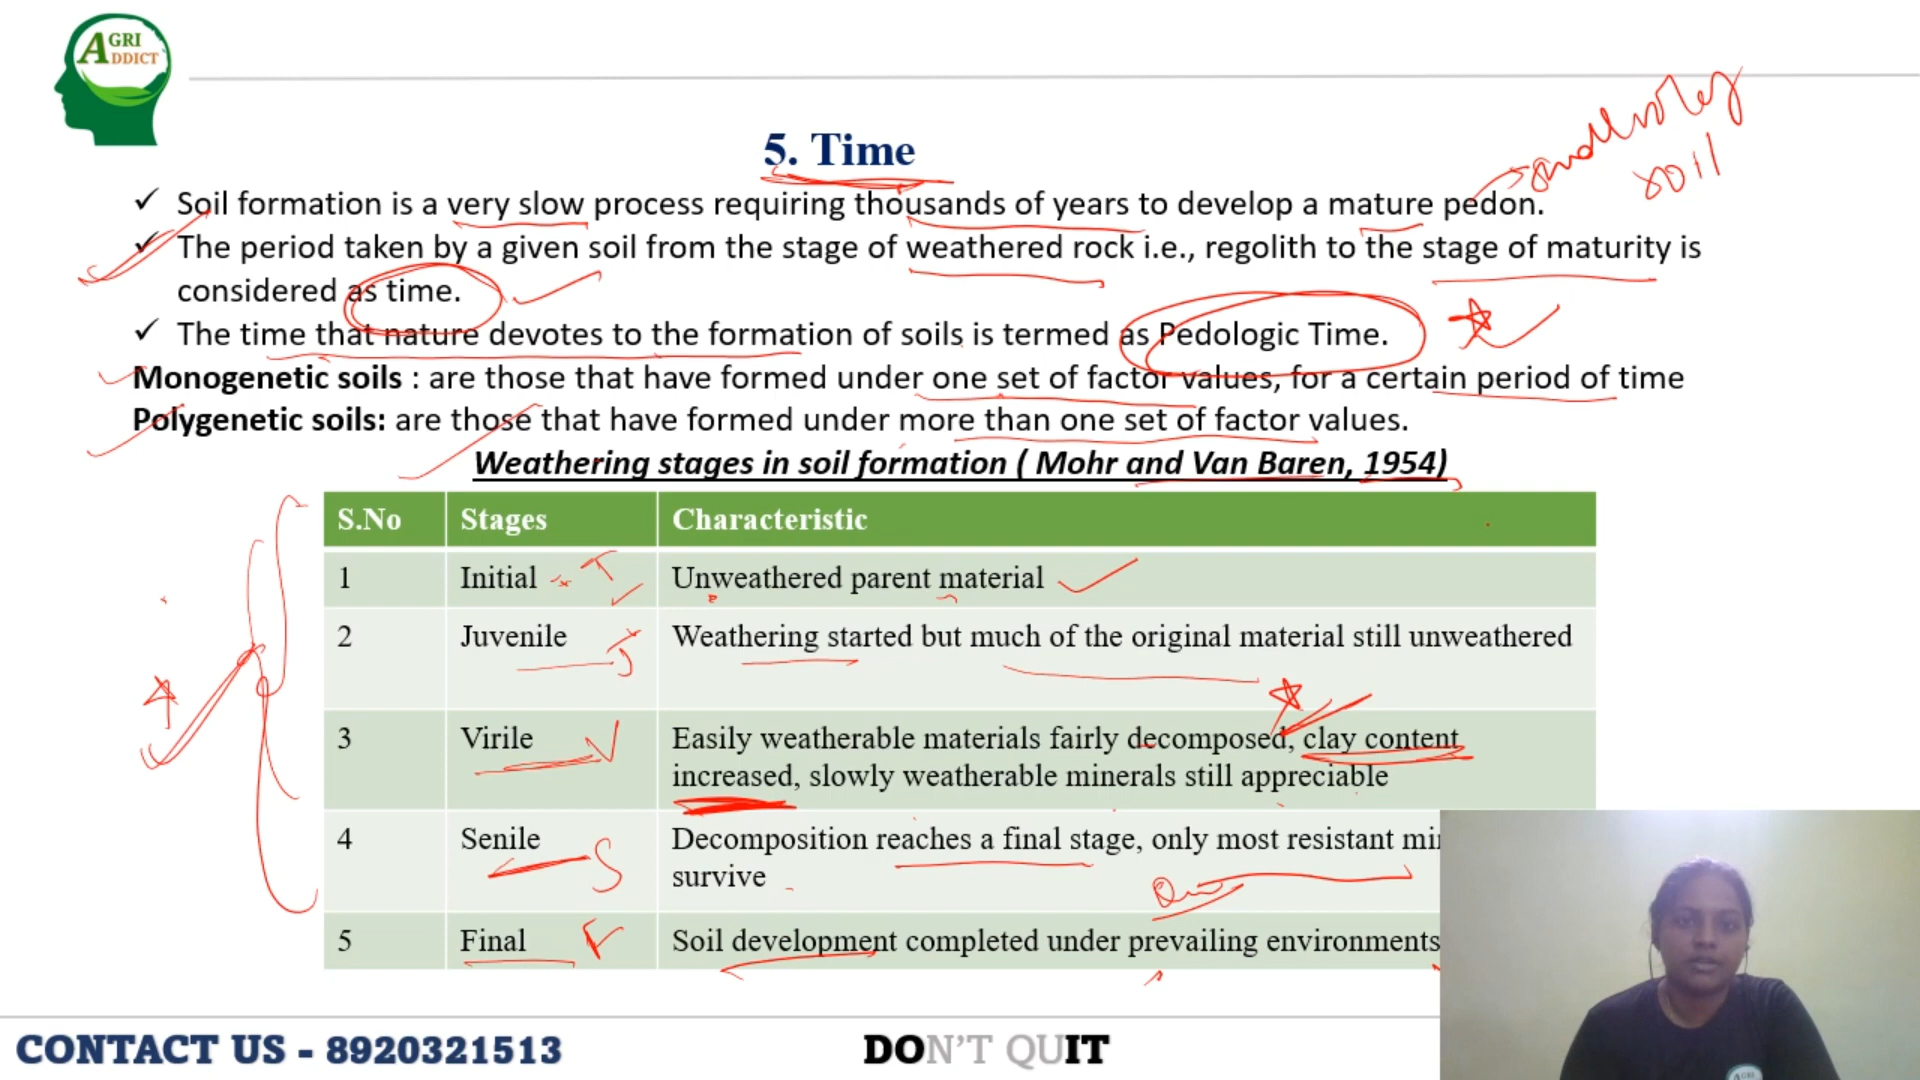 AGRI
ADDICT
5. Time
✓ Soil formation is a very slow process requiring thousands of years to develop a mature pedon.
✓ The period taken by a given soil from the stage of weathered rock i.e., regolith to the stage of maturity is
considered as time.
✓ The time that nature devotes to the formation of soils is termed as Pedologic Time.
Monogenetic soils : are those that have formed under one set of factor values, for a certain period of time
Polygenetic soils: are those that have formed under more than one set of factor values.
Weathering stages in soil formation ( Mohr and Van Baren, 1954)
S.No Stages Characteristic
1 Initial I Unweathered parent material
2 Juvenile J Weathering started but much of the original material still unweathered
3 Virile V Easily weatherable materials fairly decomposed, clay content
increased, slowly weatherable minerals still appreciable
4 Senile S Decomposition reaches a final stage, only most resistant
survive
5 Final F Soil development completed under prevailing environments
soil
CONTACT US - 8920321513
DON'T QUIT